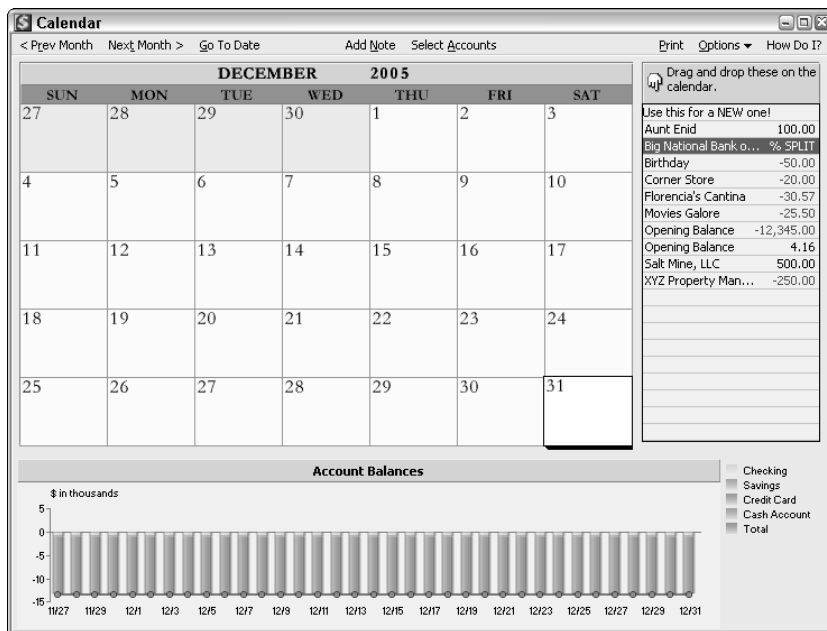 Calendar
< Prev Month Next Month > Go To Date Add Note Select Accounts Print Options How Do I?
DECEMBER 2005
SUN MON TUE WED THU FRI SAT
27 28 29 30 1 2 3
4 5 6 7 8 9 10
11 12 13 14 15 16 17
18 19 20 21 22 23 24
25 26 27 28 29 30 31
Drag and drop these on the
calendar.
Use this for a NEW one!
Aunt Enid 100.00
Big National Bank o... % SPLIT
Birthday -50.00
Corner Store -20.00
Florencia's Cantina -30.57
Movies Galore -25.50
Opening Balance -12,345.00
Opening Balance 4.16
Salt Mine, LLC 500.00
XYZ Property Man... -250.00
Account Balances
$ in thousands
5
0
-5
-10
-15
11/27 11/29 12/1 12/3 12/5 12/7 12/9 12/11 12/13 12/15 12/17 12/19 12/21 12/23 12/25 12/27 12/29 12/31
Checking
Savings
Credit Card
Cash Account
Total